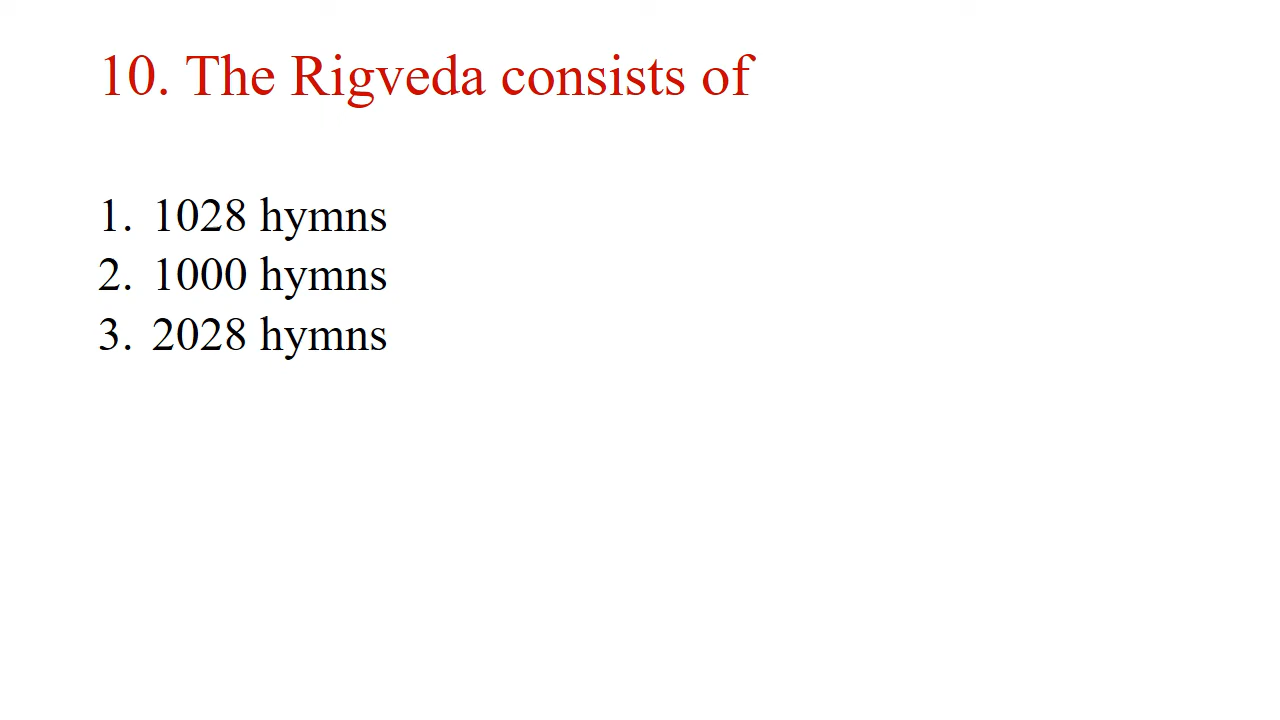 10. The Rigveda consists of
1. 1028 hymns
2. 1000 hymns
3. 2028 hymns